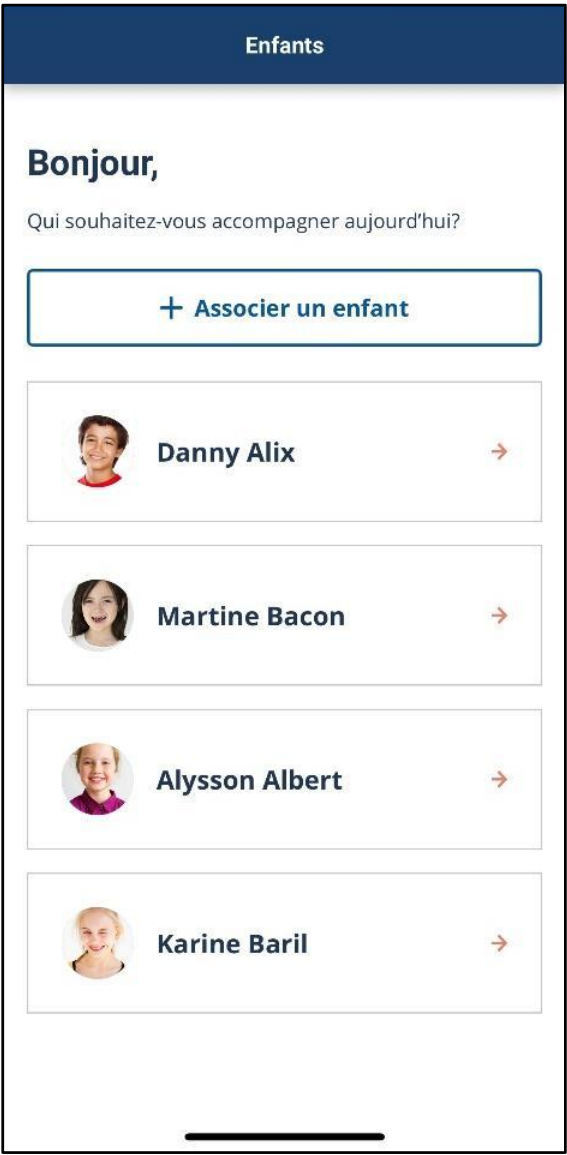 Enfants
Bonjour,
Qui souhaitez-vous accompagner aujourd’hui?
+ Associer un enfant
Danny Alix
Martine Bacon
Alysson Albert
Karine Baril